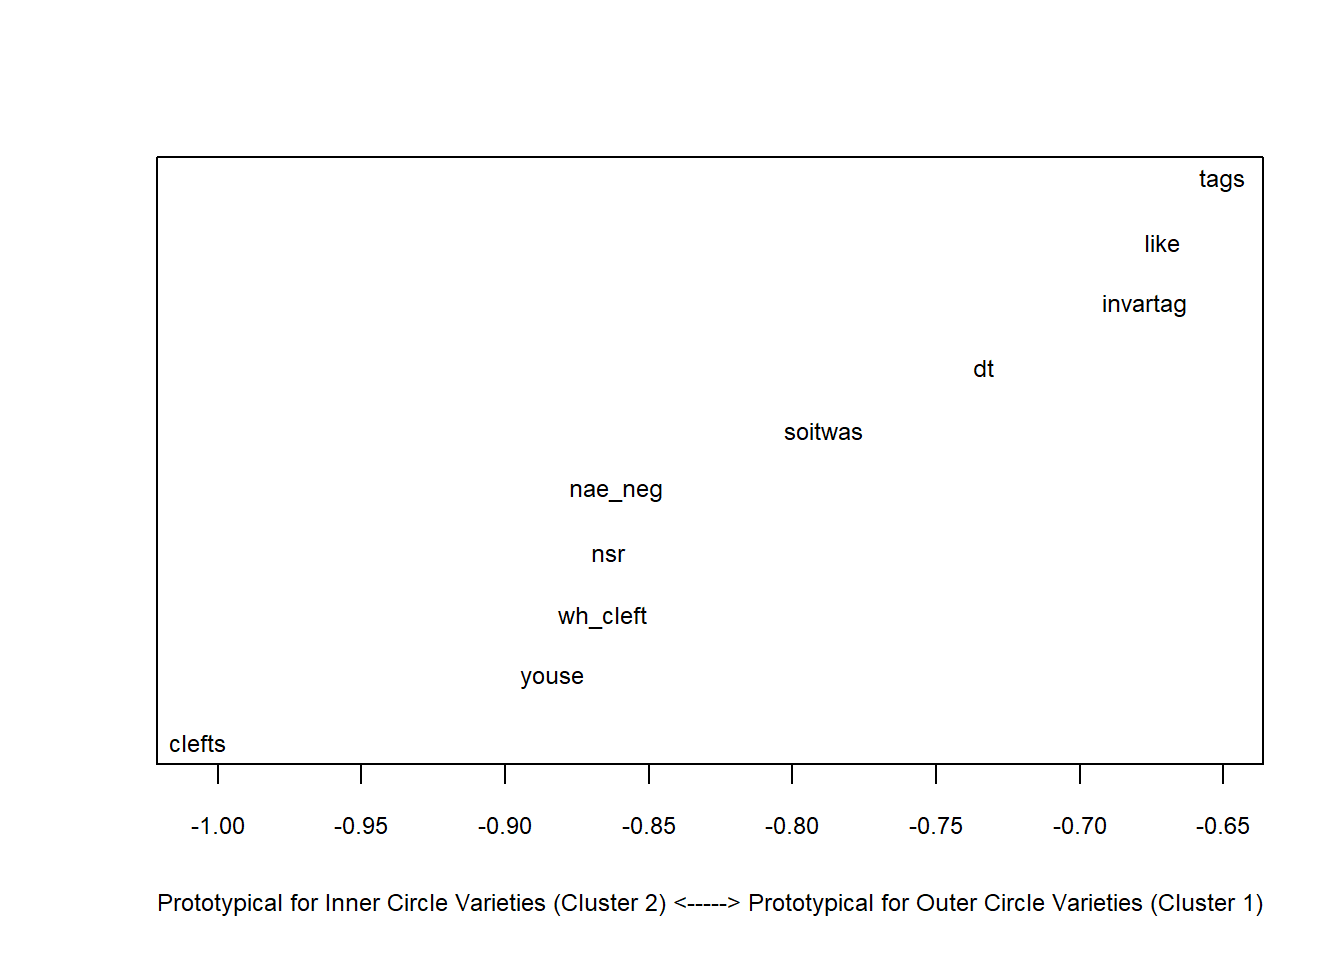 tags
like
invartag
dt
soitwas
nae_neg
nsr
wh_cleft
youse
clefts
-1.00 -0.95 -0.90 -0.85 -0.80 -0.75 -0.70 -0.65
Prototypical for Inner Circle Varieties (Cluster 2) <-----> Prototypical for Outer Circle Varieties (Cluster 1)